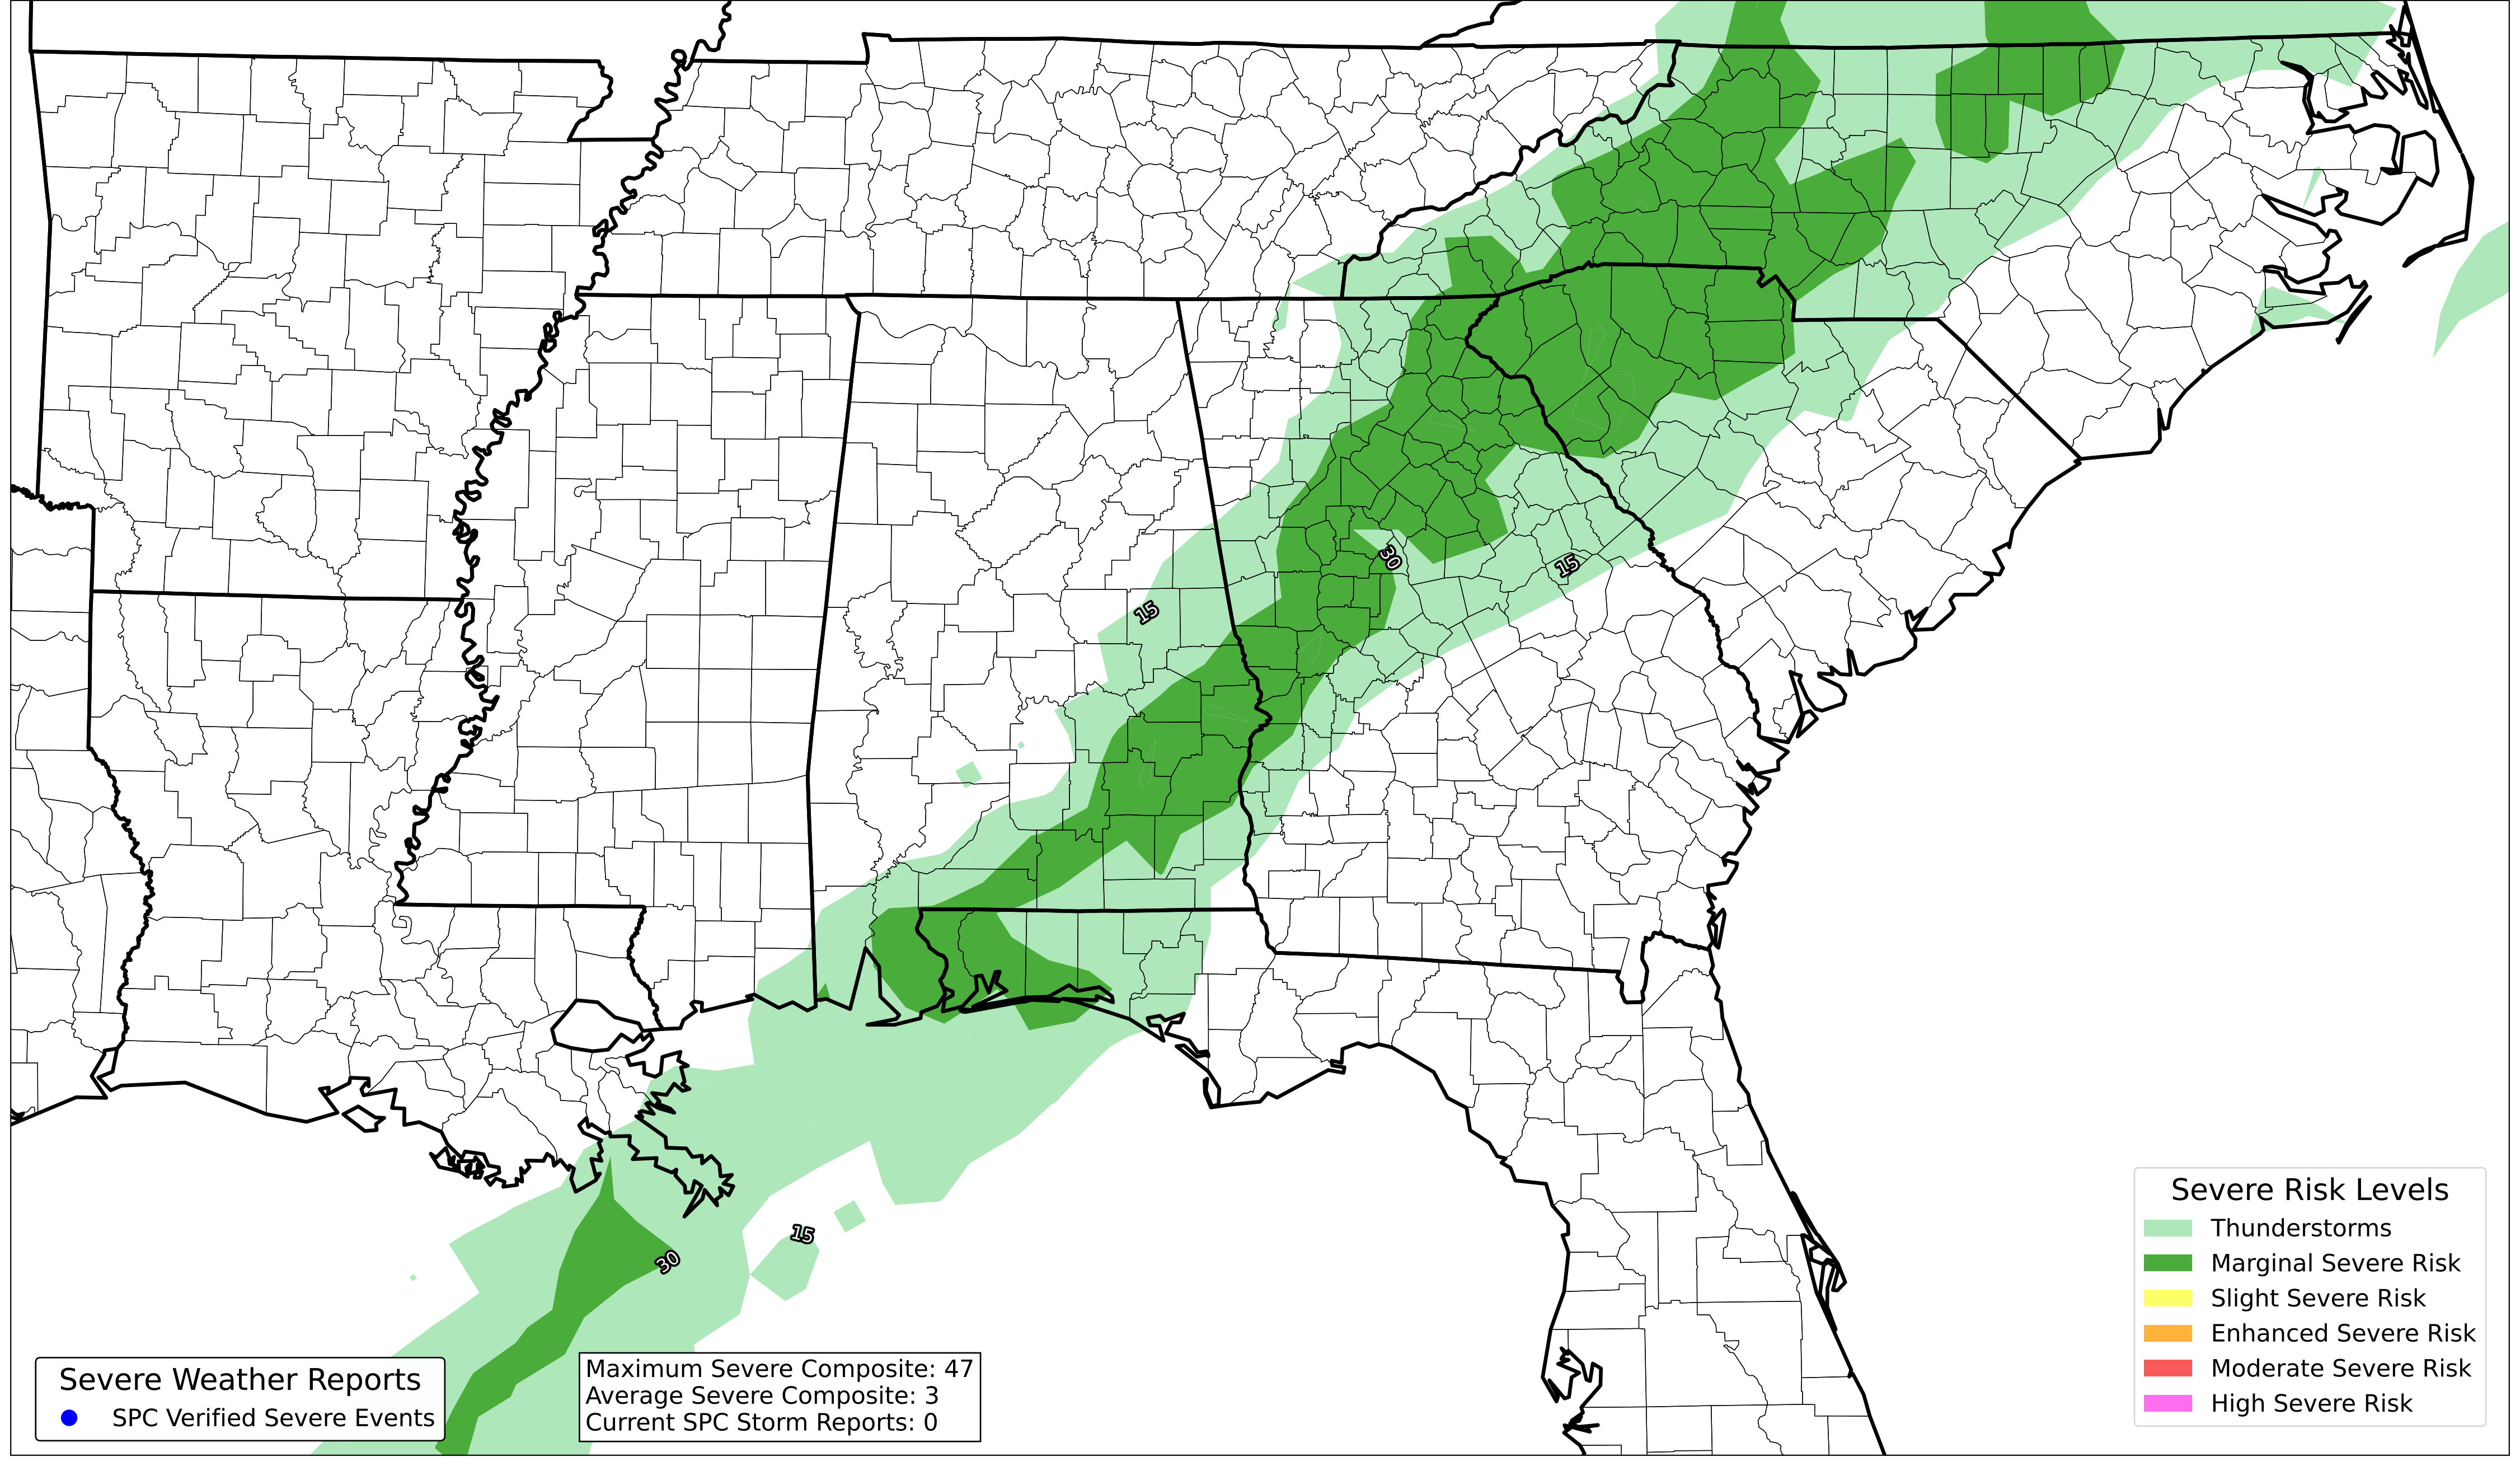 30
15
15
15
30
Severe Risk Levels
Thunderstorms
Marginal Severe Risk
Slight Severe Risk
Enhanced Severe Risk
Moderate Severe Risk
High Severe Risk
Severe Weather Reports
SPC Verified Severe Events
Maximum Severe Composite: 47
Average Severe Composite: 3
Current SPC Storm Reports: 0